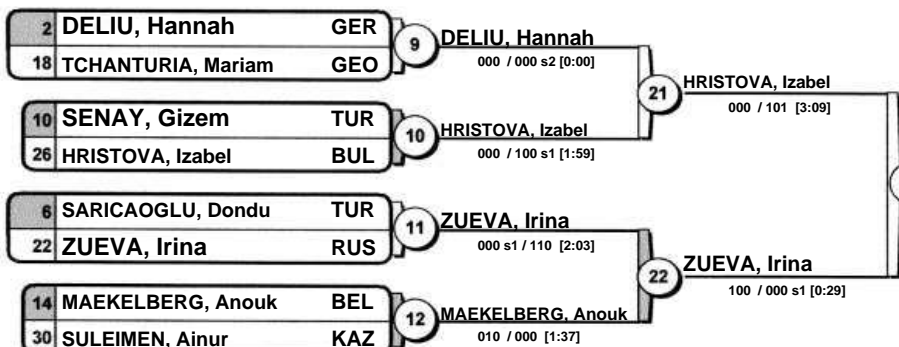 2 DELIU, Hannah GER
18 TCHANTURIA, Mariam GEO
9
DELIU, Hannah
000 / 000 s2 [0:00]
10 SENAY, Gizem TUR
26 HRISTOVA, Izabel BUL
10
HRISTOVA, Izabel
000 / 100 s1 [1:59]
21
HRISTOVA, Izabel
000 / 101 [3:09]
6 SARICAOGLU, Dondu TUR
22 ZUEVA, Irina RUS
11
ZUEVA, Irina
000 s1 / 110 [2:03]
14 MAEKELBERG, Anouk BEL
30 SULEIMEN, Ainur KAZ
12
MAEKELBERG, Anouk
010 / 000 [1:37]
22
ZUEVA, Irina
100 / 000 s1 [0:29]